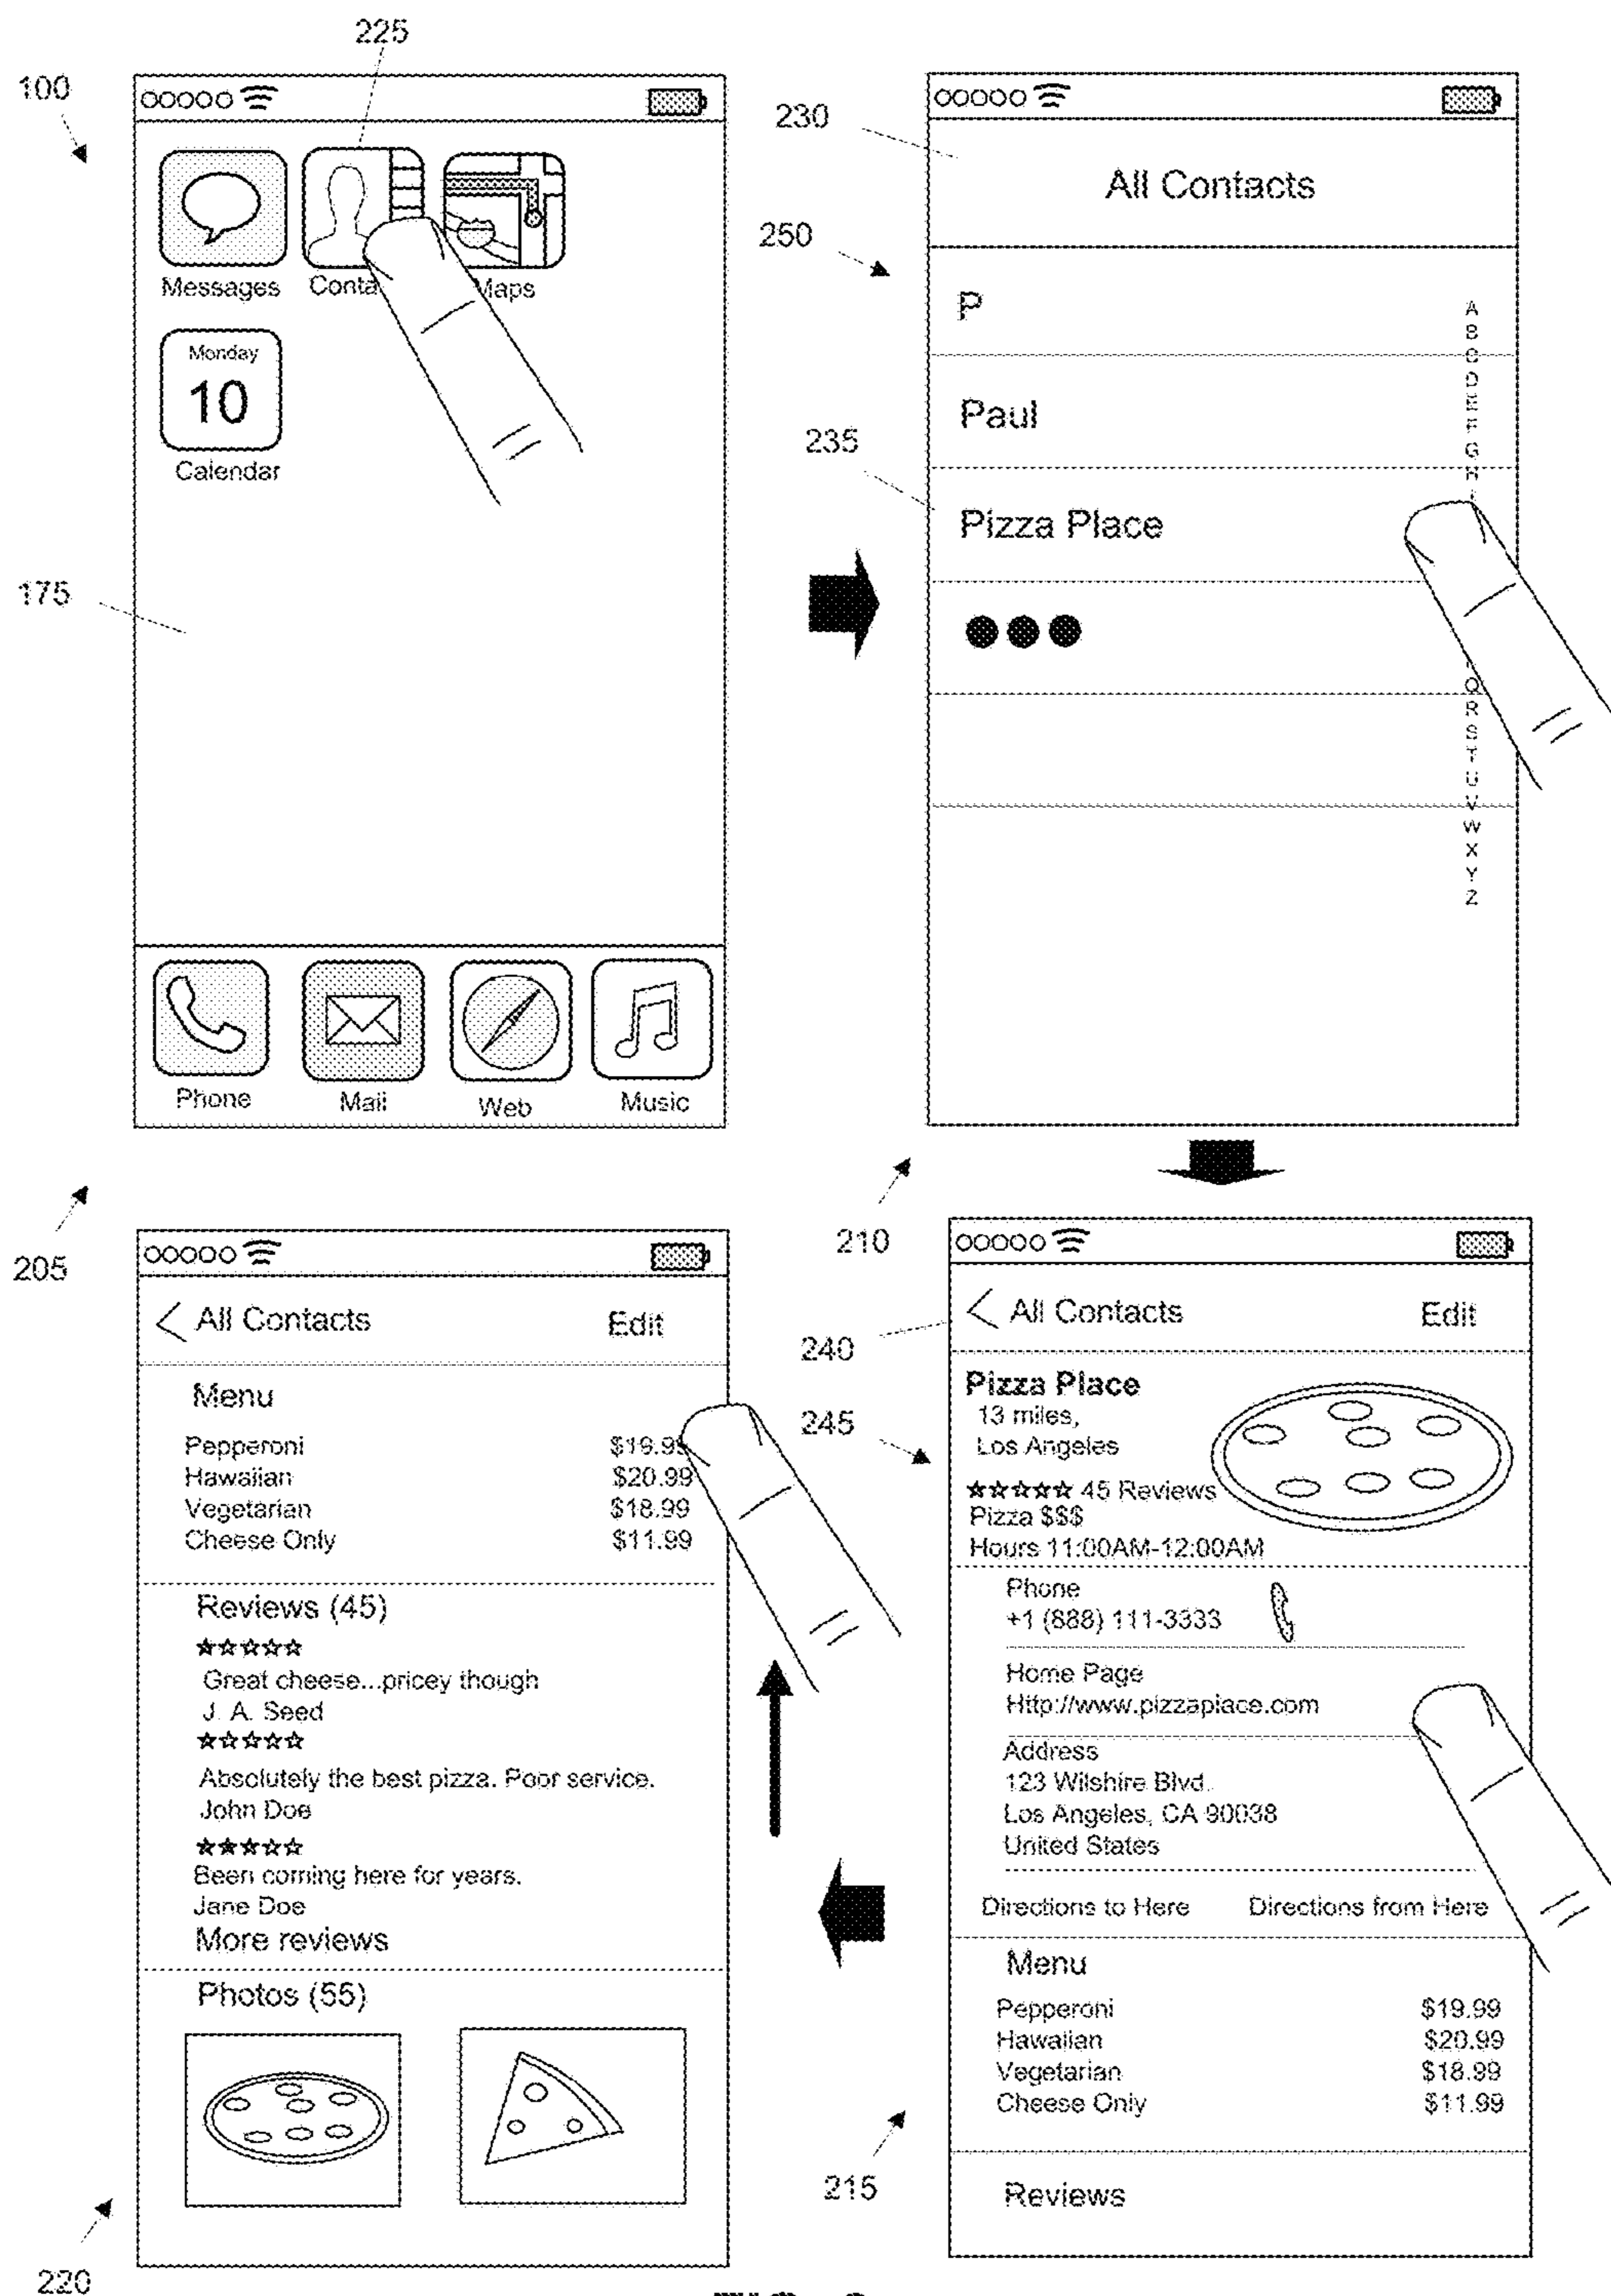 225
100
Messages
Conta
Maps
Monday
10
Calendar
175
Phone
Mail
Web
Music
205
230
All Contacts
250
P
Paul
235
Pizza Place
A
B
C
D
E
F
G
H
Q
R
S
T
U
V
W
X
Y
Z
210
All Contacts
Edit
240
Pizza Place
13 miles,
245
Los Angeles
45 Reviews
Pizza $$$
Hours 11:00AM-12:00AM
Phone
+1 (888) 111-3333
Home Page
Http://www.pizzaplace.com
Address
123 Wilshire Blvd.
Los Angeles, CA 90038
United States
Directions to Here Directions from Here
Menu
Pepperoni $19.99
Hawaiian $20.99
Vegetarian $18.99
Cheese Only $11.99
Reviews
215
All Contacts
Edit
Menu
Pepperoni $19.99
Hawaiian $20.99
Vegetarian $18.99
Cheese Only $11.99
Reviews (45)
Great cheese...pricey though
J. A. Seed
Absolutely the best pizza. Poor service.
John Doe
Been coming here for years.
Jane Doe
More reviews
Photos (55)
220